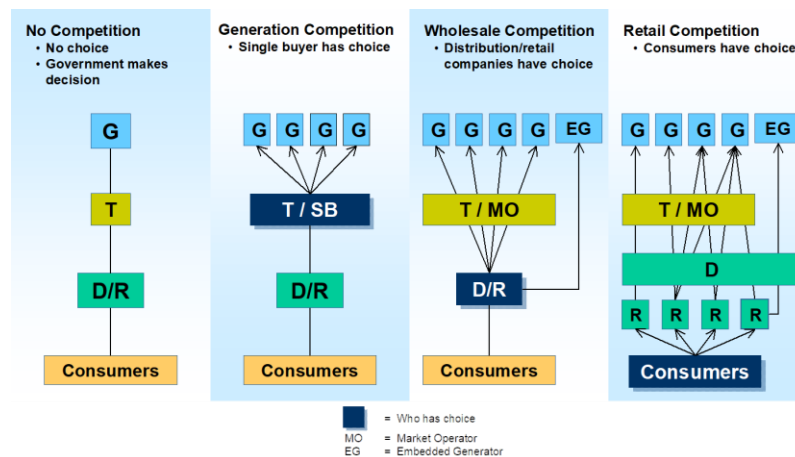 No Competition
• No choice
• Government makes
decision
G
T
D/R
Consumers
Generation Competition
• Single buyer has choice
G G G G
T / SB
D/R
Consumers
Wholesale Competition
• Distribution/retail
companies have choice
G G G G EG
T / MO
D/R
Consumers
Retail Competition
• Consumers have choice
G G G G EG
T / MO
D
R R R R
Consumers
= Who has choice
MO = Market Operator
EG = Embedded Generator